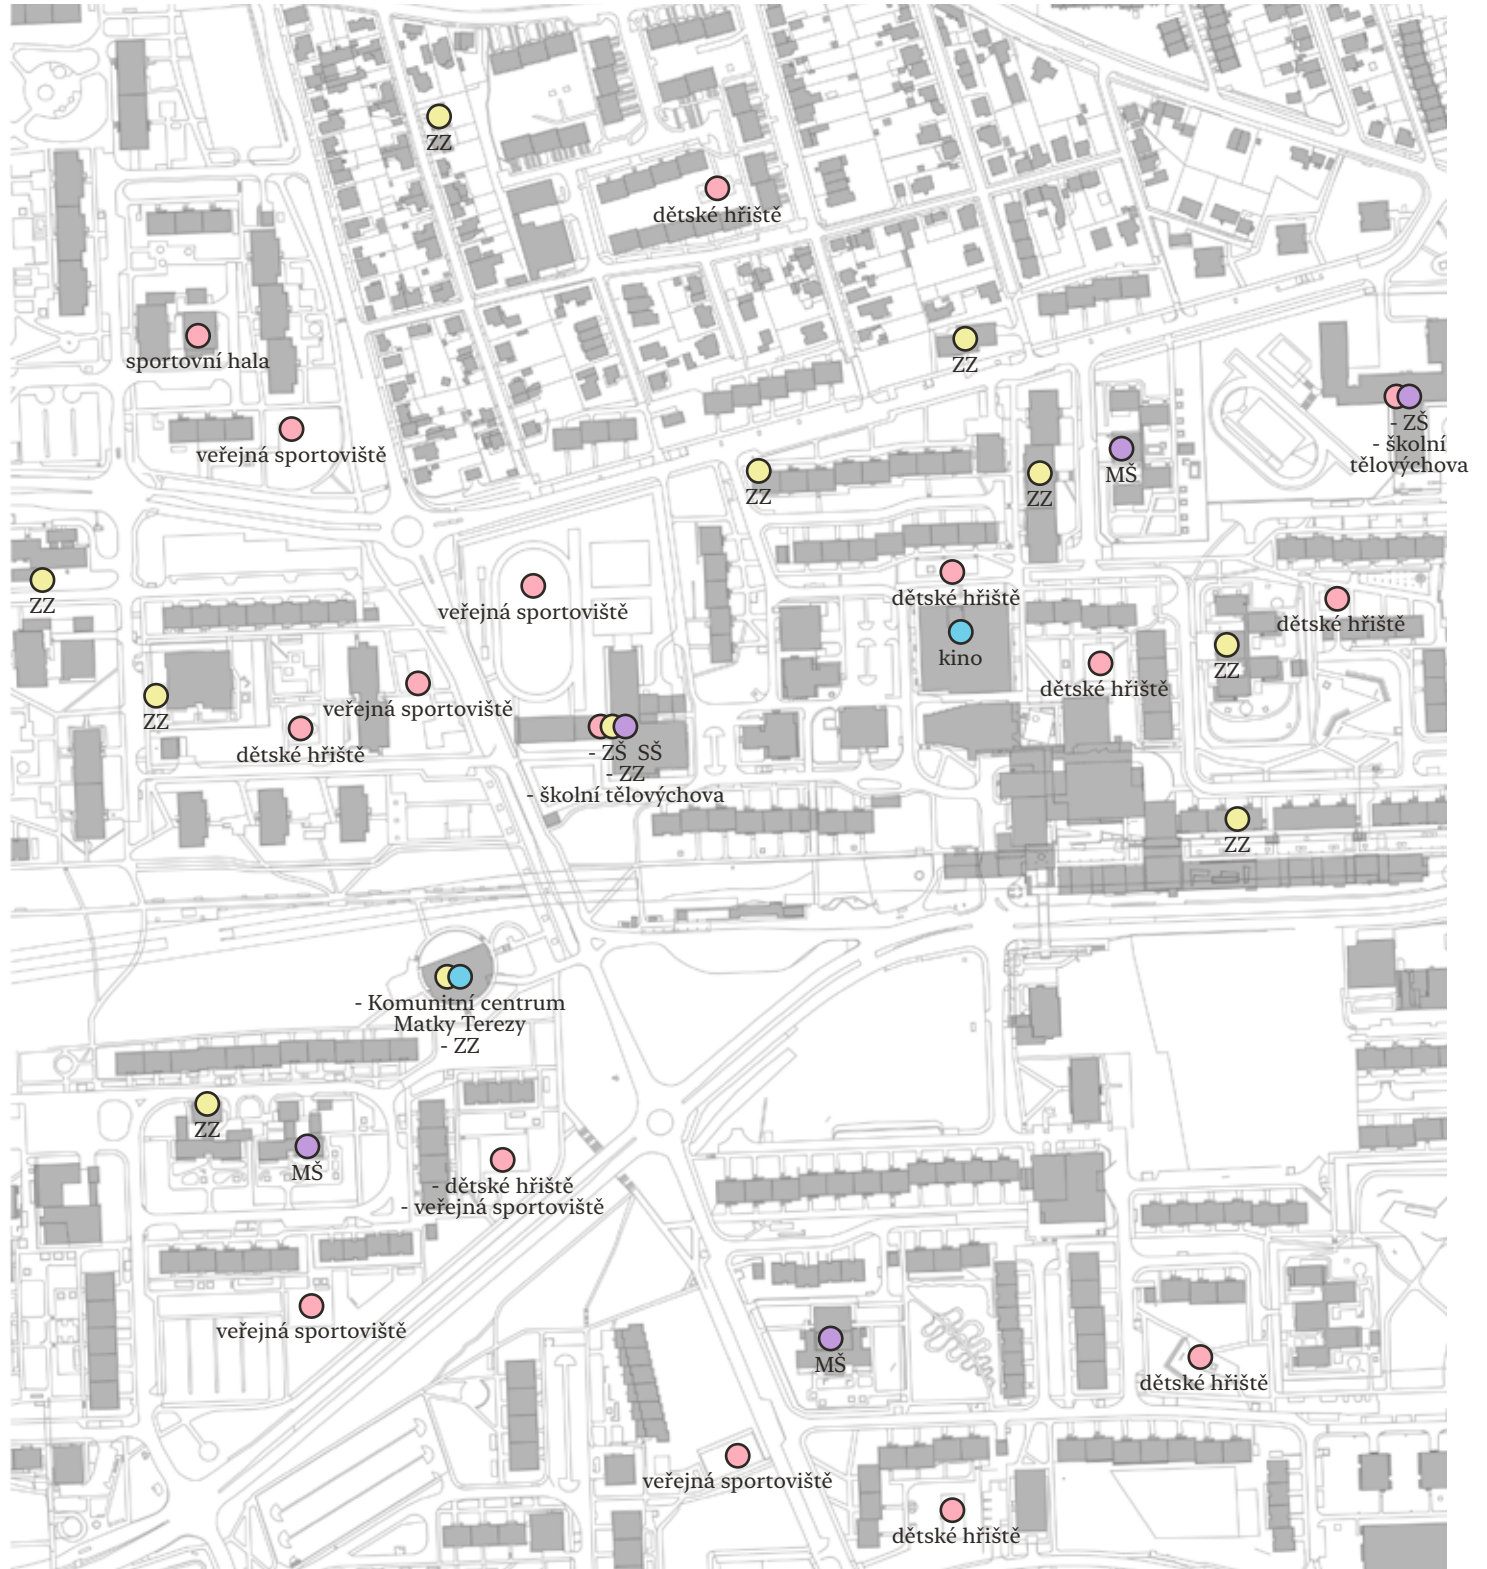 ZZ
dětské hřiště
sportovní hala
ZZ
veřejná sportoviště
- ZŠ
- školní
tělovýchova
MŠ
ZZ
ZZ
ZZ
dětské hřiště
veřejná sportoviště
dětské hřiště
kino
ZZ
dětské hřiště
veřejná sportoviště
ZZ
dětské hřiště
- ZŠ SŠ
- ZZ
- školní tělovýchova
ZZ
- Komunitní centrum
Matky Terezy
- ZZ
ZZ
MŠ
- dětské hřiště
- veřejná sportoviště
veřejná sportoviště
MŠ
dětské hřiště
veřejná sportoviště
dětské hřiště